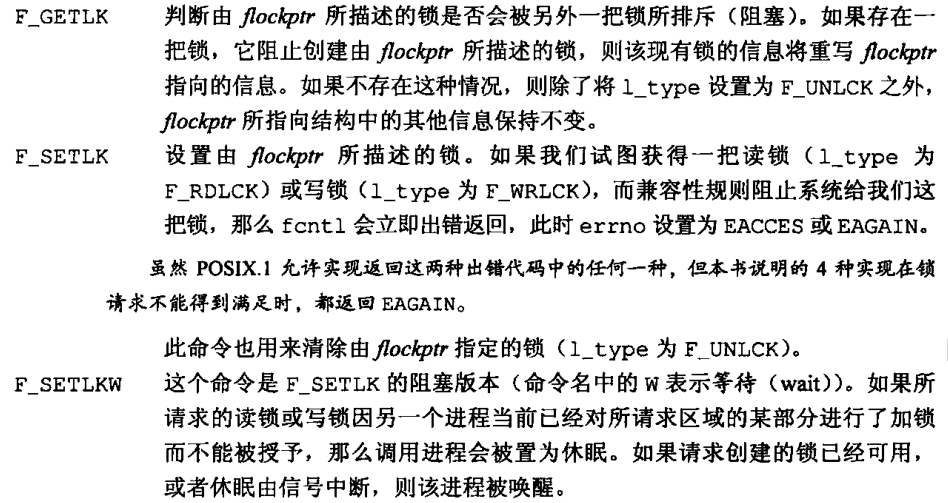 F_GETLK 判断由 flockptr 所描述的锁是否会被另外一把锁所排斥（阻塞）。如果存在一
把锁，它阻止创建由 flockptr 所描述的锁，则该现有锁的信息将重写 flockptr
指向的信息。如果不存在这种情况，则除了将 l_type 设置为 F_UNLCK 之外，
flockptr 所指向结构中的其他信息保持不变。
F_SETLK 设置由 flockptr 所描述的锁。如果我们试图获得一把读锁（l_type 为
F_RDLCK）或写锁（l_type 为 F_WRLCK），而兼容性规则阻止系统给我们这
把锁，那么 fcntl 会立即出错返回，此时 errno 设置为 EACCES 或 EAGAIN。
虽然 POSIX.1 允许实现返回这两种出错代码中的任何一种，但本书说明的 4 种实现在锁
请求不能得到满足时，都返回 EAGAIN。
此命令也用来清除由 flockptr 指定的锁（l_type 为 F_UNLCK）。
F_SETLKW 这个命令是 F_SETLK 的阻塞版本（命令名中的 W 表示等待（wait））。如果所
请求的读锁或写锁因另一个进程当前已经对所请求区域的某部分进行了加锁
而不能被授予，那么调用进程会被置为休眠。如果请求创建的锁已经可用，
或者休眠由信号中断，则该进程被唤醒。